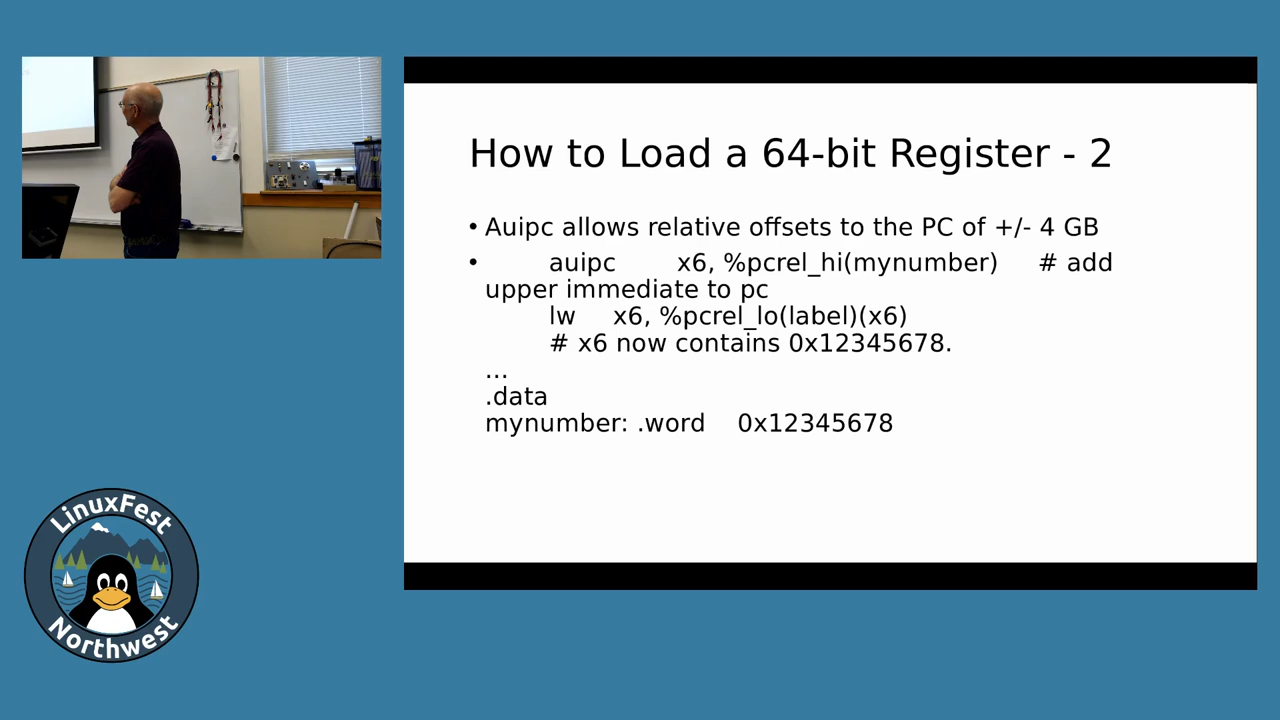 How to Load a 64-bit Register - 2
• Auipc allows relative offsets to the PC of +/- 4 GB
• auipc x6, %pcrel_hi(mynumber) # add
upper immediate to pc
lw x6, %pcrel_lo(label)(x6)
# x6 now contains 0x12345678.
...
.data
mynumber: .word 0x12345678
LinuxFest
Northwest